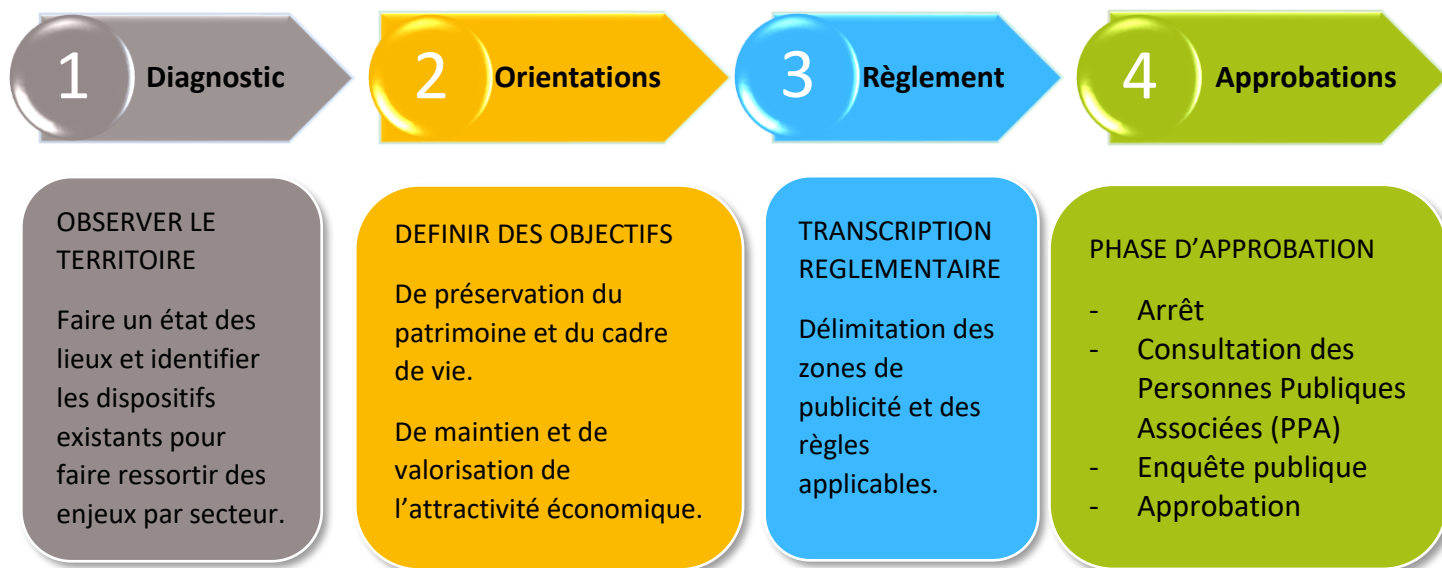 1 Diagnostic
2 Orientations
3 Règlement
4 Approbations
OBSERVER LE
TERRITOIRE
Faire un état des
lieux et identifier
les dispositifs
existants pour
faire ressortir des
enjeux par secteur.
DEFINIR DES OBJECTIFS
De préservation du
patrimoine et du cadre
de vie.
De maintien et de
valorisation de
l’attractivité économique.
TRANSCRIPTION
REGLEMENTAIRE
Délimitation des
zones de
publicité et des
règles
applicables.
PHASE D’APPROBATION
- Arrêt
- Consultation des
Personnes Publiques
Associées (PPA)
- Enquête publique
- Approbation